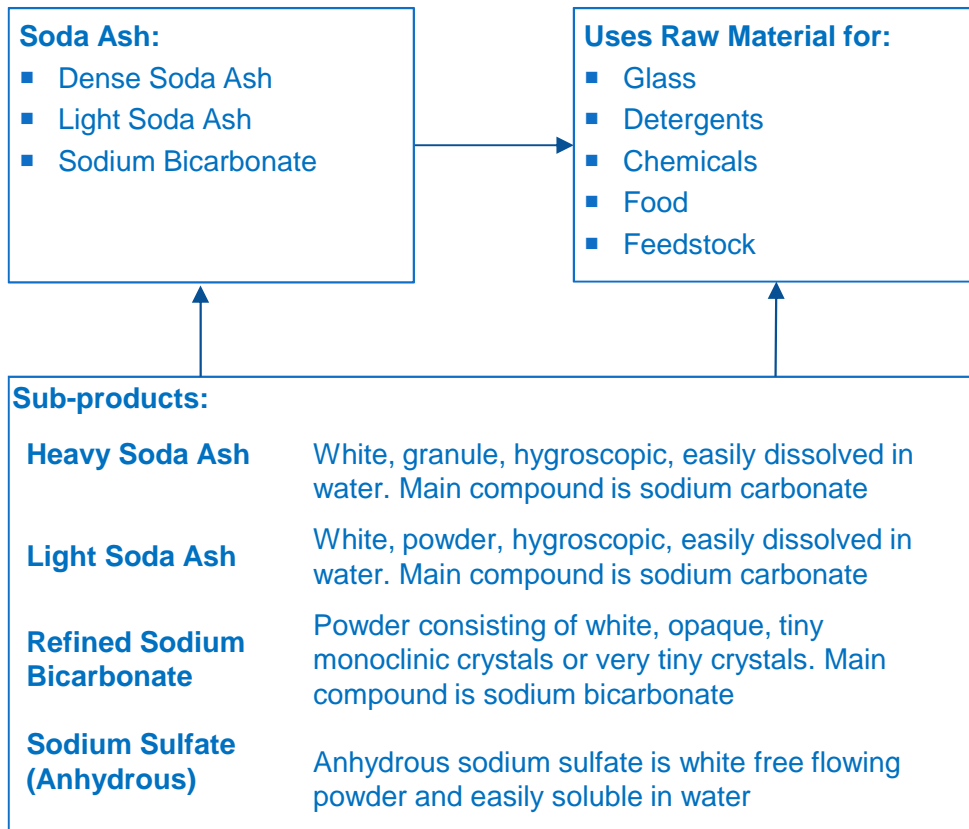 Soda Ash:
▪ Dense Soda Ash
▪ Light Soda Ash
▪ Sodium Bicarbonate
Uses Raw Material for:
▪ Glass
▪ Detergents
▪ Chemicals
▪ Food
▪ Feedstock
Sub-products:
Heavy Soda Ash
White, granule, hygroscopic, easily dissolved in
water. Main compound is sodium carbonate
Light Soda Ash
White, powder, hygroscopic, easily dissolved in
water. Main compound is sodium carbonate
Refined Sodium
Bicarbonate
Powder consisting of white, opaque, tiny
monoclinic crystals or very tiny crystals. Main
compound is sodium bicarbonate
Sodium Sulfate
(Anhydrous)
Anhydrous sodium sulfate is white free flowing
powder and easily soluble in water